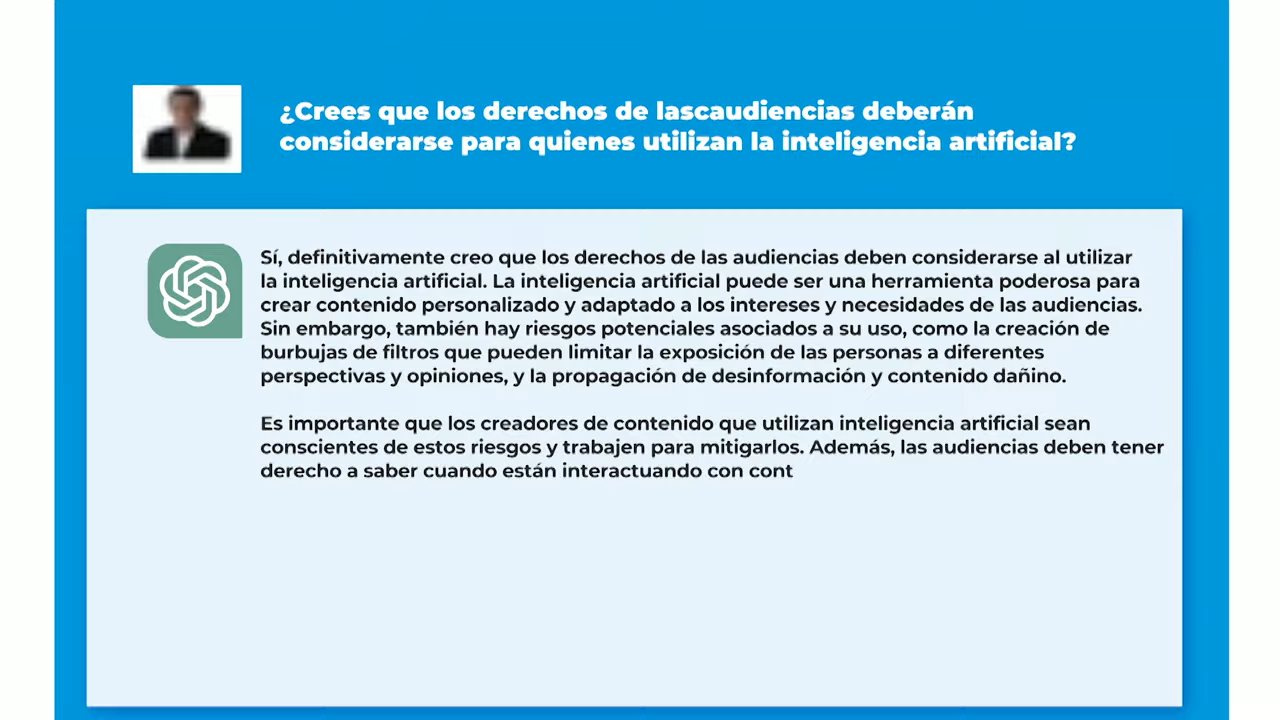 ¿Crees que los derechos de lascaudiencias deberán
considerarse para quienes utilizan la inteligencia artificial?
Sí, definitivamente creo que los derechos de las audiencias deben considerarse al utilizar
la inteligencia artificial. La inteligencia artificial puede ser una herramienta poderosa para
crear contenido personalizado y adaptado a los intereses y necesidades de las audiencias.
Sin embargo, también hay riesgos potenciales asociados a su uso, como la creación de
burbujas de filtros que pueden limitar la exposición de las personas a diferentes
perspectivas y opiniones, y la propagación de desinformación y contenido dañino.
Es importante que los creadores de contenido que utilizan inteligencia artificial sean
conscientes de estos riesgos y trabajen para mitigarlos. Además, las audiencias deben tener
derecho a saber cuando están interactuando con cont